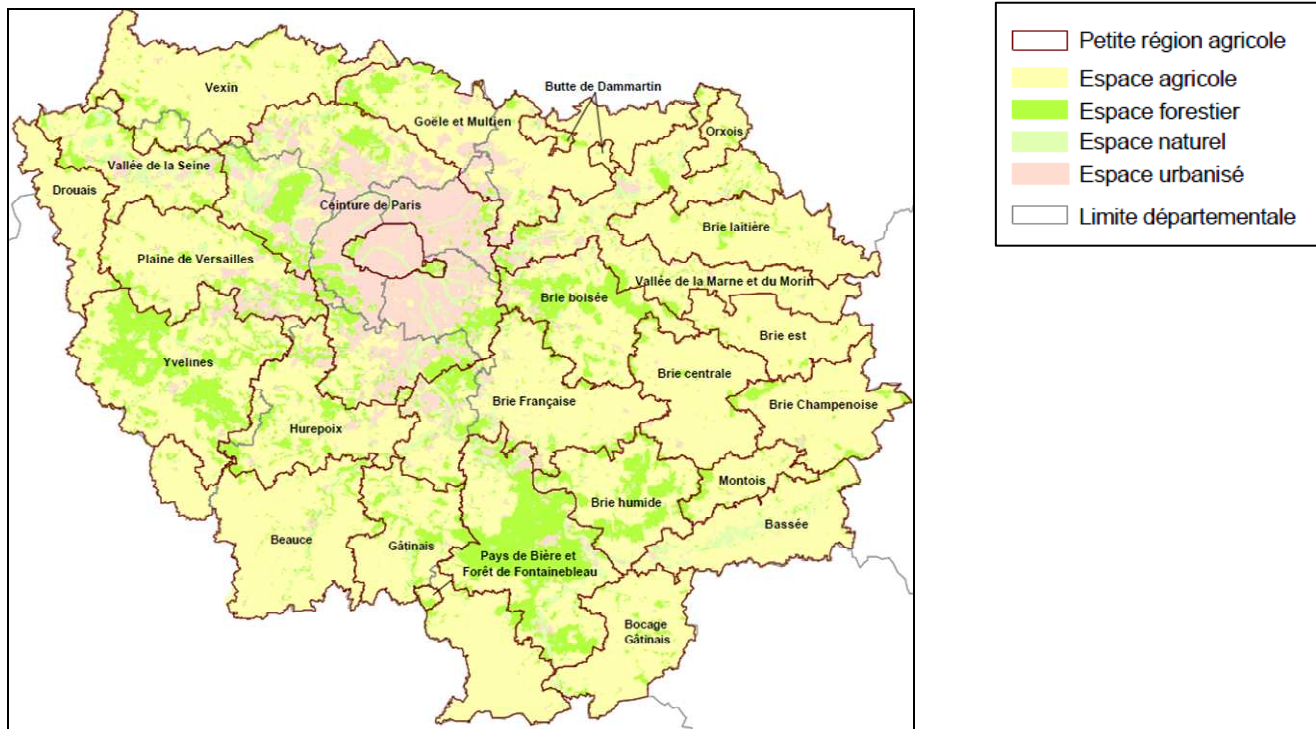 Vexin
Butte de Dammartin
Goële et Multien
Orxois
Vallée de la Seine
Drouais
Ceinture de Paris
Brie laitière
Plaine de Versailles
Vallée de la Marne et du Morin
Brie boisée
Brie est
Yvelines
Brie centrale
Brie Française
Brie Champenoise
Hurepoix
Montois
Brie humide
Bassée
Beauce
Gâtinais
Pays de Bière et
Forêt de Fontainebleau
Bocage
Gâtinais
Petite région agricole
Espace agricole
Espace forestier
Espace naturel
Espace urbanisé
Limite départementale